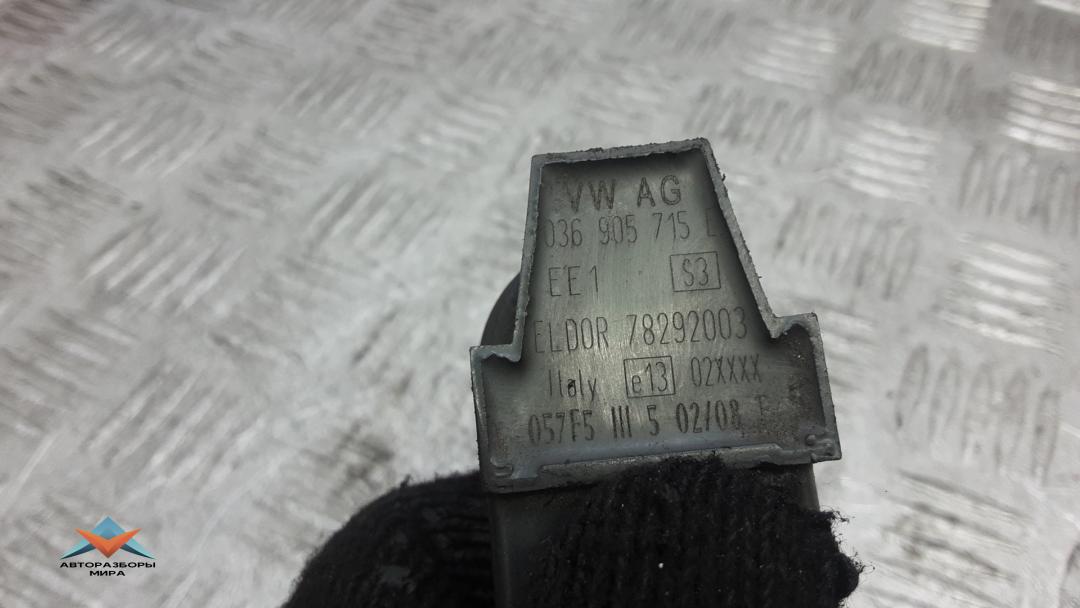 VW AG
036 905 715
EE1 S3
ELDOR 78292003
Italy e13 02XXXX
057F5 III 5 02/08
АВТОРАЗБОРЫ
МИРА